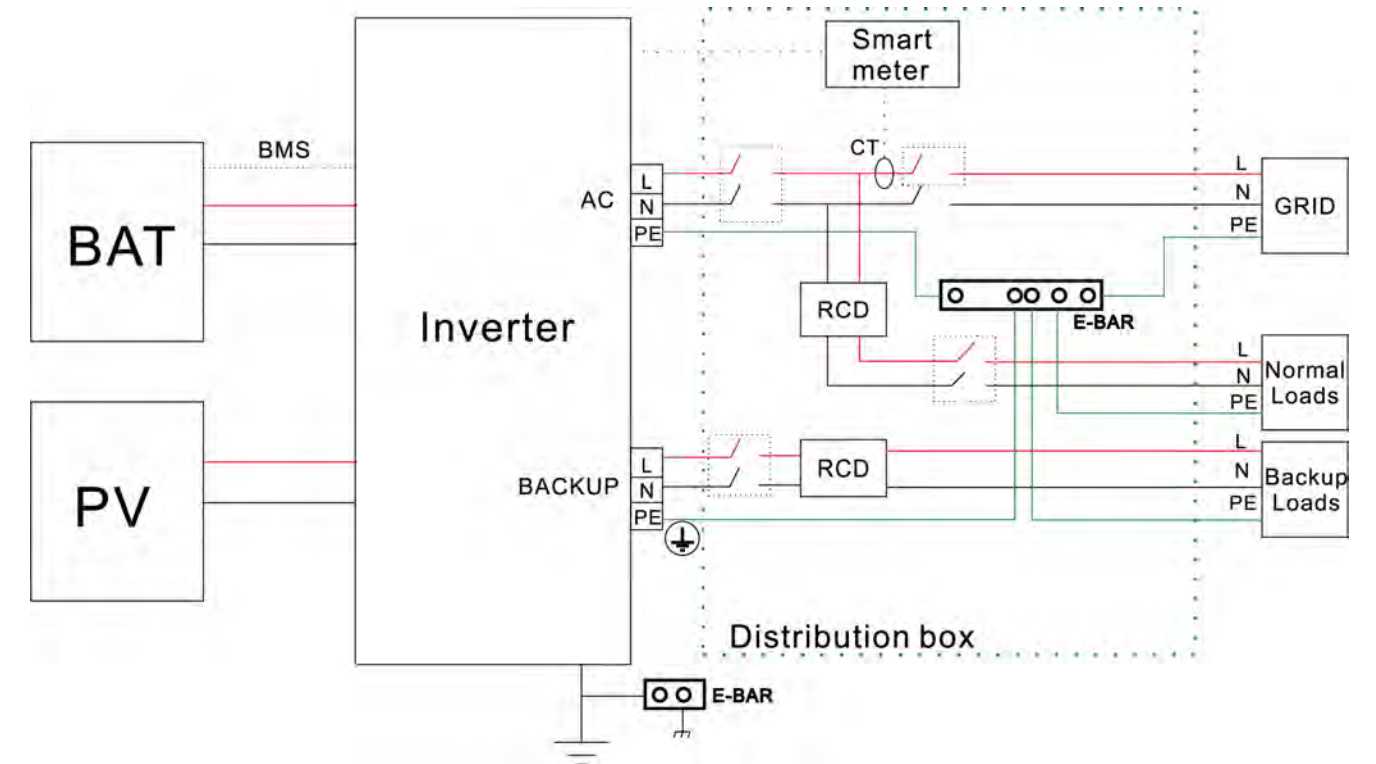 Smart
meter
BMS
CT
BAT
AC
L
N
PE
L
N
PE
GRID
Inverter
RCD
E-BAR
L
N
PE
Normal
Loads
PV
BACKUP
L
N
PE
RCD
L
N
PE
Backup
Loads
Distribution box
E-BAR